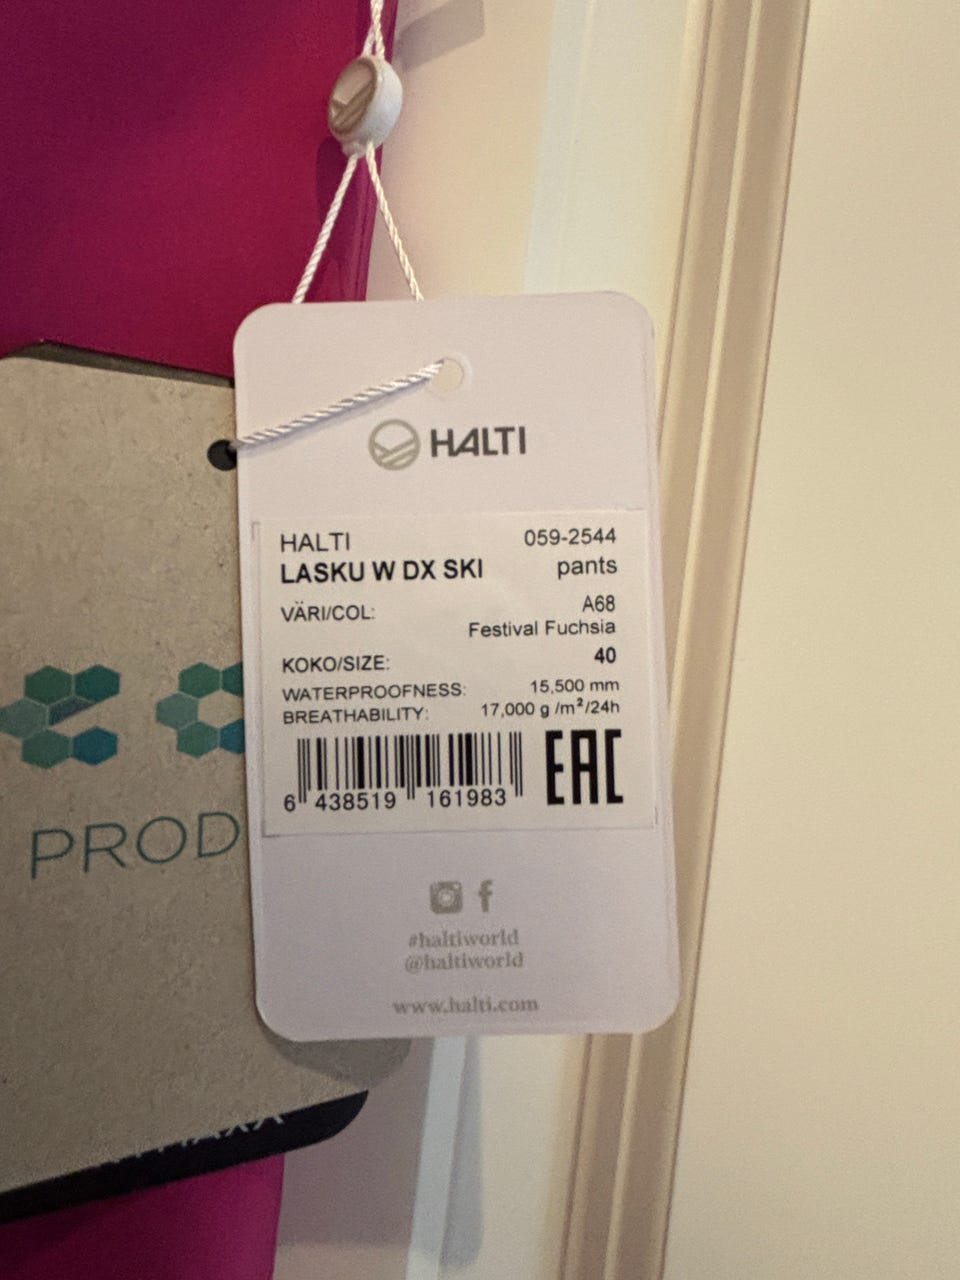 HALTI
HALTI 059-2544
LASKU W DX SKI pants
VÄRI/COL: A68
Festival Fuchsia
KOKO/SIZE: 40
WATERPROOFNESS: 15,500 mm
BREATHABILITY: 17,000 g /m²/24h
6 438519 161983
EAC
#haltiworld
@haltiworld
www.halti.com
PROD